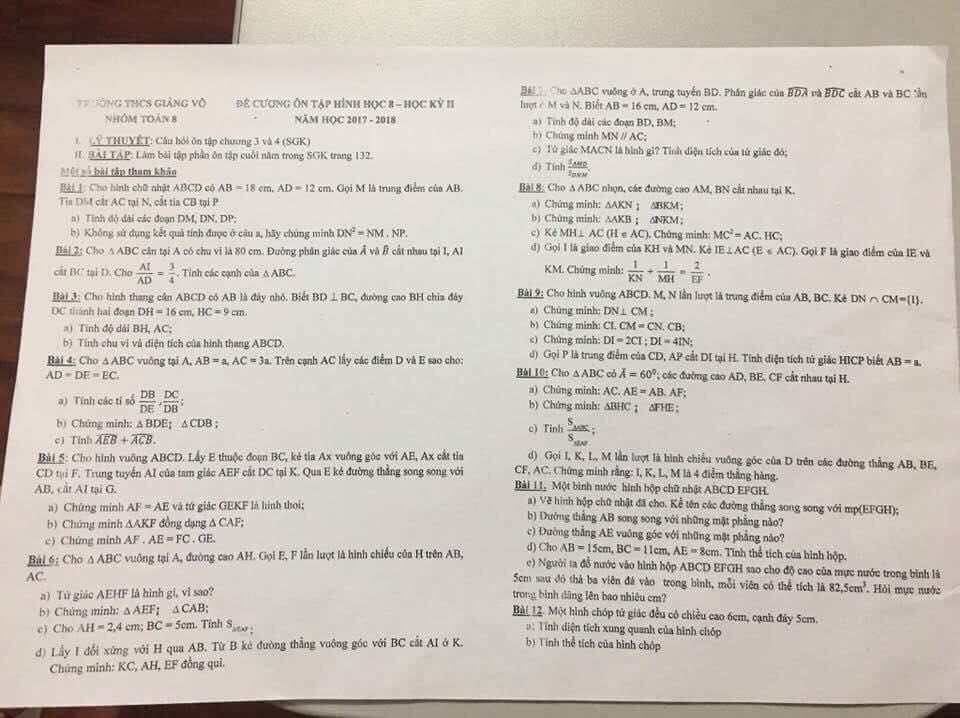 TRƯỜNG THCS GIẢNG VÕ
NHÓM TOÁN 8
ĐỀ CƯƠNG ÔN TẬP HÌNH HỌC 8 – HỌC KỲ II
NĂM HỌC 2017 - 2018
I. LÝ THUYẾT: Câu hỏi ôn tập chương 3 và 4 (SGK)
II. BÀI TẬP: Làm bài tập phần ôn tập cuối năm trong SGK trang 132.
Một số bài tập tham khảo
Bài 1: Cho hình chữ nhật ABCD có AB = 18 cm, AD = 12 cm. Gọi M là trung điểm của AB.
Tia DM cắt AC tại N, cắt tia CB tại P
a) Tính độ dài các đoạn DM, DN, DP;
b) Không sử dụng kết quả tính được ở câu a, hãy chứng minh DN² = NM . NP.
Bài 2: Cho Δ ABC cân tại A có chu vi là 80 cm. Đường phân giác của Â và B̂ cắt nhau tại I, AI
cắt BC tại D. Cho AI/AD = 3/4. Tính các cạnh của Δ ABC.
Bài 3: Cho hình thang cân ABCD có AB là đáy nhỏ. Biết BD ⊥ BC, đường cao BH chia đáy
DC thành hai đoạn DH = 16 cm, HC = 9 cm.
a) Tính độ dài BH, AC;
b) Tính chu vi và diện tích của hình thang ABCD.
Bài 4: Cho Δ ABC vuông tại A, AB = a, AC = 3a. Trên cạnh AC lấy các điểm D và E sao cho:
AD = DE = EC.
a) Tính các tỉ số DB/DE , DC/DB ;
b) Chứng minh: Δ BDE¦ Δ CDB ;
c) Tính AEB + ACB.
Bài 5: Cho hình vuông ABCD. Lấy E thuộc đoạn BC, kẻ tia Ax vuông góc với AE, Ax cắt tia
CD tại F. Trung tuyến AI của tam giác AEF cắt DC tại K. Qua E kẻ đường thẳng song song với
AB, cắt AI tại G.
a) Chứng minh AF = AE và tứ giác GEKF là hình thoi;
b) Chứng minh ΔAKF đồng dạng Δ CAF;
c) Chứng minh AF . AE = FC . GE.
Bài 6: Cho Δ ABC vuông tại A, đường cao AH. Gọi E, F lần lượt là hình chiếu của H trên AB,
AC.
a) Tứ giác AEHF là hình gì, vì sao?
b) Chứng minh: Δ AEF¦ Δ CAB;
c) Cho AH = 2,4 cm; BC = 5cm. Tính S_ΔEAF ;
d) Lấy I đối xứng với H qua AB. Từ B kẻ đường thẳng vuông góc với BC cắt AI ở K.
Chứng minh: KC, AH, EF đồng qui.
Bài 7: Cho ΔABC vuông ở A, trung tuyến BD. Phân giác của BDA và BDC cắt AB và BC lần
lượt ở M và N. Biết AB = 16 cm, AD = 12 cm.
a) Tính độ dài các đoạn BD, BM;
b) Chứng minh MN // AC;
c) Tứ giác MACN là hình gì? Tính diện tích của tứ giác đó;
d) Tính S_AMD/S_DNM.
Bài 8: Cho Δ ABC nhọn, các đường cao AM, BN cắt nhau tại K.
a) Chứng minh: ΔAKN ¦ ΔBKM;
b) Chứng minh: ΔAKB ¦ ΔNKM;
c) Kẻ MH ⊥ AC (H ∈ AC). Chứng minh: MC² = AC. HC;
d) Gọi I là giao điểm của KH và MN. Kẻ IE ⊥ AC (E ∈ AC). Gọi F là giao điểm của IE và
KM. Chứng minh: 1/KN + 1/MH = 2/EF .
Bài 9: Cho hình vuông ABCD. M, N lần lượt là trung điểm của AB, BC. Kẻ DN ∩ CM={I}.
a) Chứng minh: DN ⊥ CM ;
b) Chứng minh: CI. CM = CN. CB;
c) Chứng minh: DI = 2CI ; DI = 4IN;
d) Gọi P là trung điểm của CD, AP cắt DI tại H. Tính diện tích tứ giác HICP biết AB = a.
Bài 10: Cho Δ ABC có Â = 60⁰; các đường cao AD, BE, CF cắt nhau tại H.
a) Chứng minh: AC. AE = AB. AF;
b) Chứng minh: ΔBHC ¦ ΔFHE ;
c) Tính S_ΔABC/S_ΔEAF ;
d) Gọi I, K, L, M lần lượt là hình chiếu vuông góc của D trên các đường thẳng AB, BE,
CF, AC. Chứng minh rằng: I, K, L, M là 4 điểm thẳng hàng.
Bài 11. Một bình nước hình hộp chữ nhật ABCD EFGH.
a) Vẽ hình hộp chữ nhật đã cho. Kể tên các đường thẳng song song với mp(EFGH);
b) Đường thẳng AB song song với những mặt phẳng nào?
c) Đường thẳng AE vuông góc với những mặt phẳng nào?
d) Cho AB = 15cm, BC = 11cm, AE = 8cm. Tính thể tích của hình hộp.
e) Người ta đổ nước vào hình hộp ABCD EFGH sao cho độ cao của mực nước trong bình là
5cm sau đó thả ba viên đá vào trong bình, mỗi viên có thể tích là 82,5cm³. Hỏi mực nước
trong bình dâng lên bao nhiêu cm?
Bài 12. Một hình chóp tứ giác đều có chiều cao 6cm, cạnh đáy 5cm.
a) Tính diện tích xung quanh của hình chóp
b) Tính thể tích của hình chóp